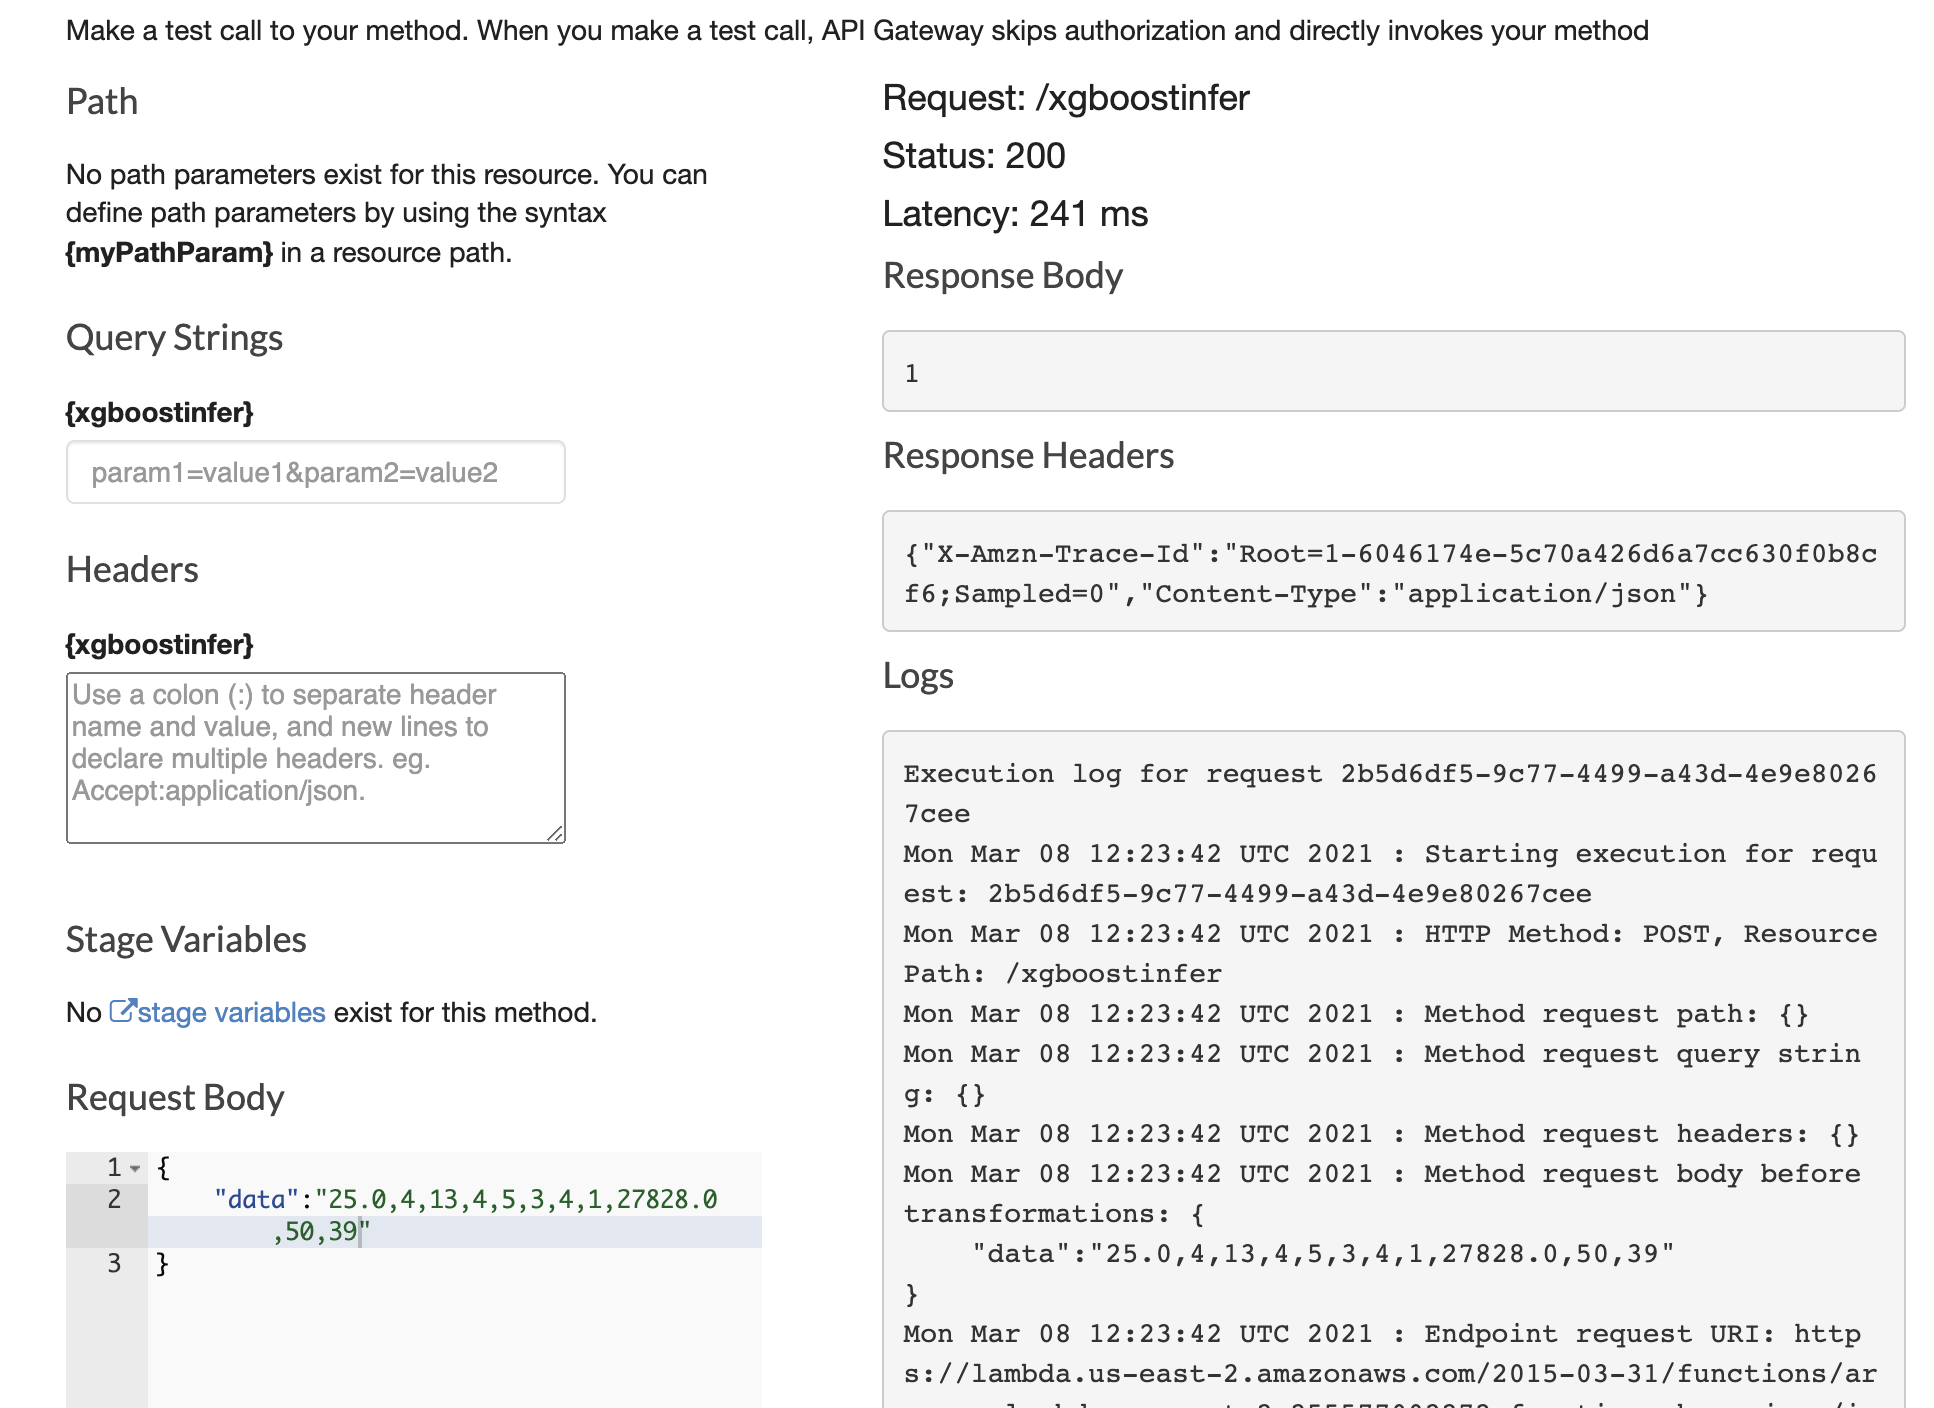 Make a test call to your method. When you make a test call, API Gateway skips authorization and directly invokes your method
Path
No path parameters exist for this resource. You can
define path parameters by using the syntax
{myPathParam} in a resource path.
Query Strings
{xgboostinfer}
param1=value1&param2=value2
Headers
{xgboostinfer}
Use a colon (:) to separate header
name and value, and new lines to
declare multiple headers. eg.
Accept:application/json.
Stage Variables
No stage variables exist for this method.
Request Body
1 {
2 "data":"25.0,4,13,4,5,3,4,1,27828.0
,50,39"
3 }
Request: /xgboostinfer
Status: 200
Latency: 241 ms
Response Body
1
Response Headers
{"X-Amzn-Trace-Id":"Root=1-6046174e-5c70a426d6a7cc630f0b8c
f6;Sampled=0","Content-Type":"application/json"}
Logs
Execution log for request 2b5d6df5-9c77-4499-a43d-4e9e8026
7cee
Mon Mar 08 12:23:42 UTC 2021 : Starting execution for requ
est: 2b5d6df5-9c77-4499-a43d-4e9e80267cee
Mon Mar 08 12:23:42 UTC 2021 : HTTP Method: POST, Resource
Path: /xgboostinfer
Mon Mar 08 12:23:42 UTC 2021 : Method request path: {}
Mon Mar 08 12:23:42 UTC 2021 : Method request query strin
g: {}
Mon Mar 08 12:23:42 UTC 2021 : Method request headers: {}
Mon Mar 08 12:23:42 UTC 2021 : Method request body before
transformations: {
"data":"25.0,4,13,4,5,3,4,1,27828.0,50,39"
}
Mon Mar 08 12:23:42 UTC 2021 : Endpoint request URI: http
s://lambda.us-east-2.amazonaws.com/2015-03-31/functions/ar